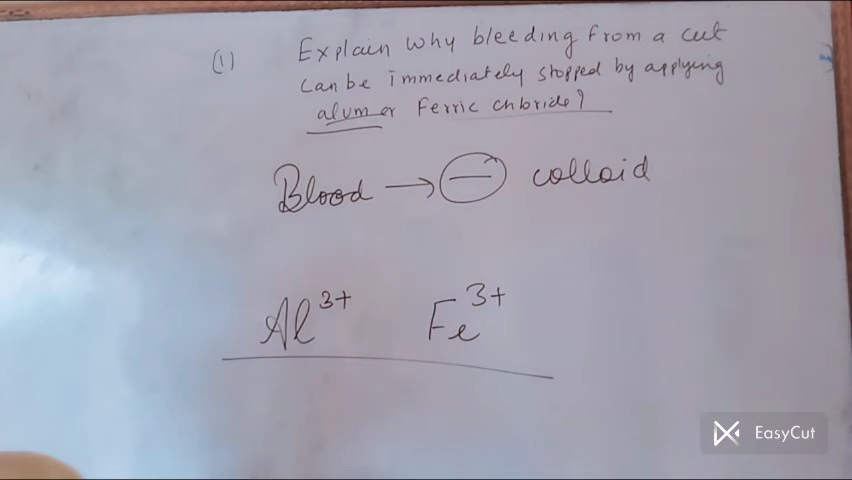 (1) Explain why bleeding from a cut
can be immediately stopped by applying
alum or Ferric chloride?
Blood → − colloid
Al³⁺ Fe³⁺
EasyCut